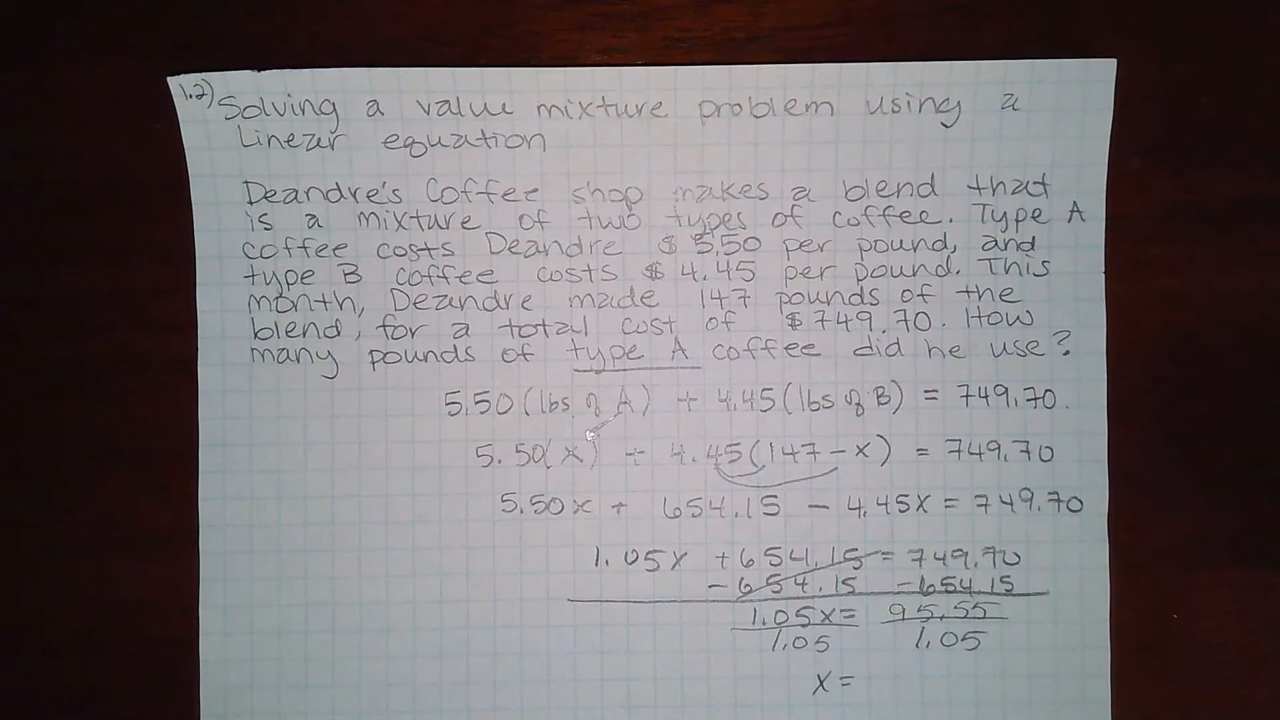 1.2) Solving a value mixture problem using a
Linear equation
Deandre's Coffee shop makes a blend that
is a mixture of two types of coffee. Type A
coffee costs Deandre $ 5.50 per pound, and
type B coffee costs $ 4.45 per pound. This
month, Deandre made 147 pounds of the
blend, for a total cost of $749.70. How
many pounds of type A coffee did he use?
5.50 (lbs of A) + 4.45 (lbs of B) = 749.70.
5.50(x) + 4.45(147-x) = 749.70
5.50x + 654.15 - 4.45x = 749.70
1.05x + 654.15 = 749.70
- 654.15 - 654.15
1.05x = 95.55
1.05 1.05
x =